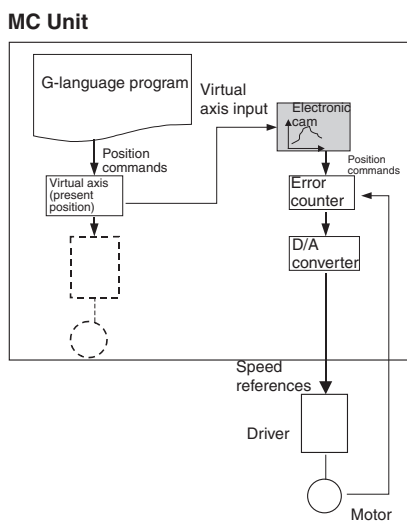 MC Unit
G-language program
Virtual
axis input
Electronic
cam
Position
commands
Position
commands
Virtual axis
(present
position)
Error
counter
D/A
converter
Speed
references
Driver
Motor